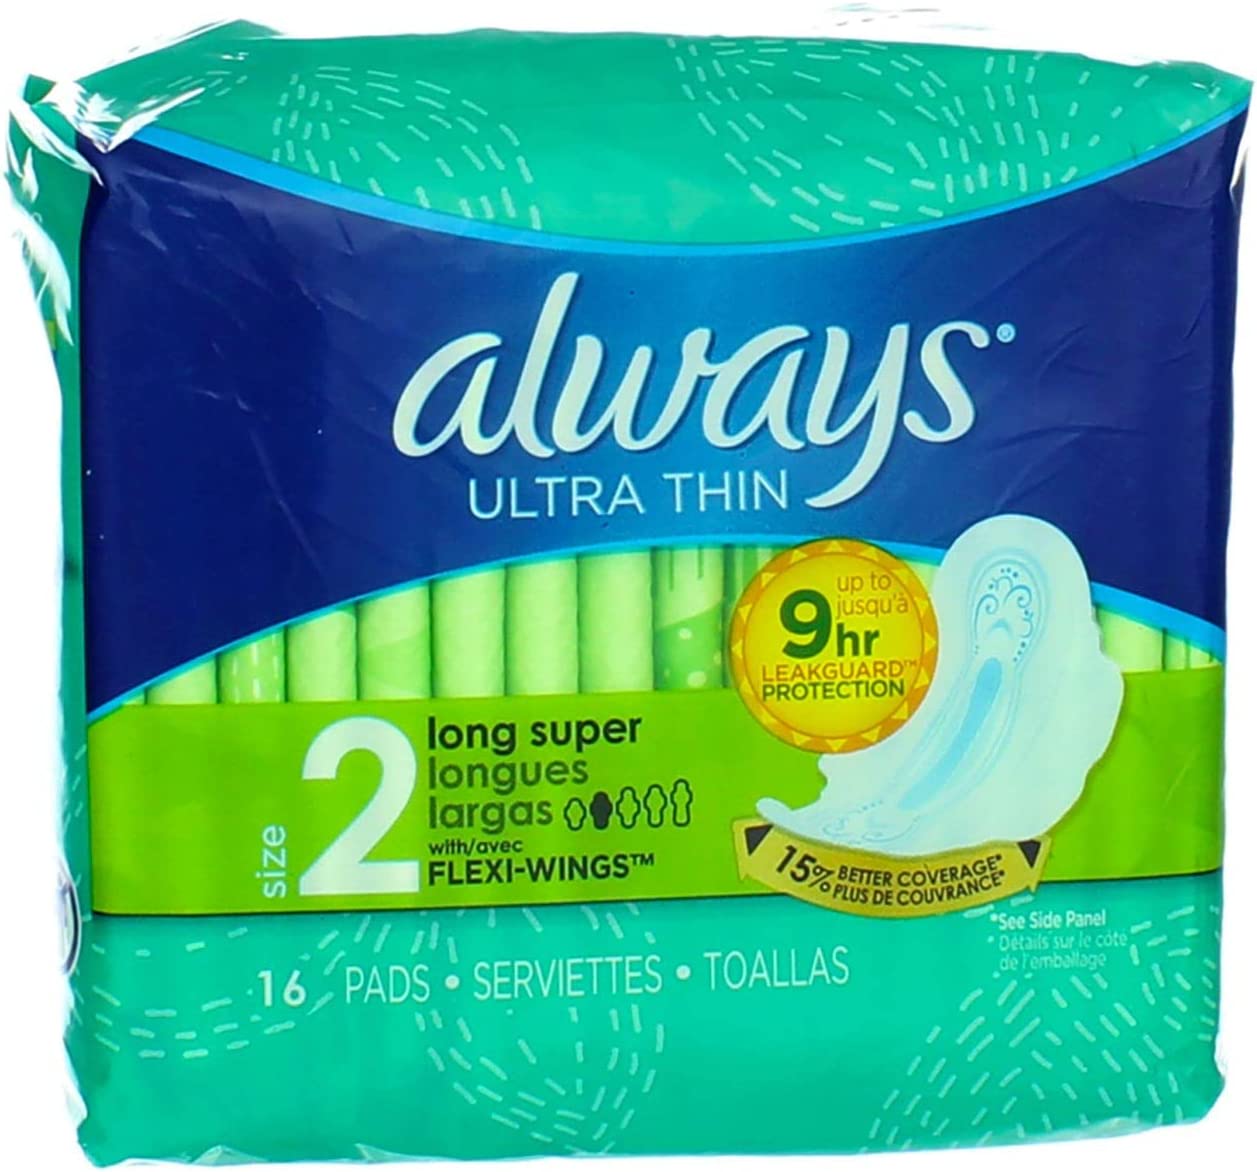 always®
ULTRA THIN
up to
jusqu'à
9hr
LEAKGUARD™
PROTECTION
size 2
long super
longues
largas
with/avec
FLEXI-WINGS™
15% BETTER COVERAGE*
PLUS DE COUVRANCE*
*See Side Panel
*Détails sur le côté
de l'emballage
16 PADS • SERVIETTES • TOALLAS